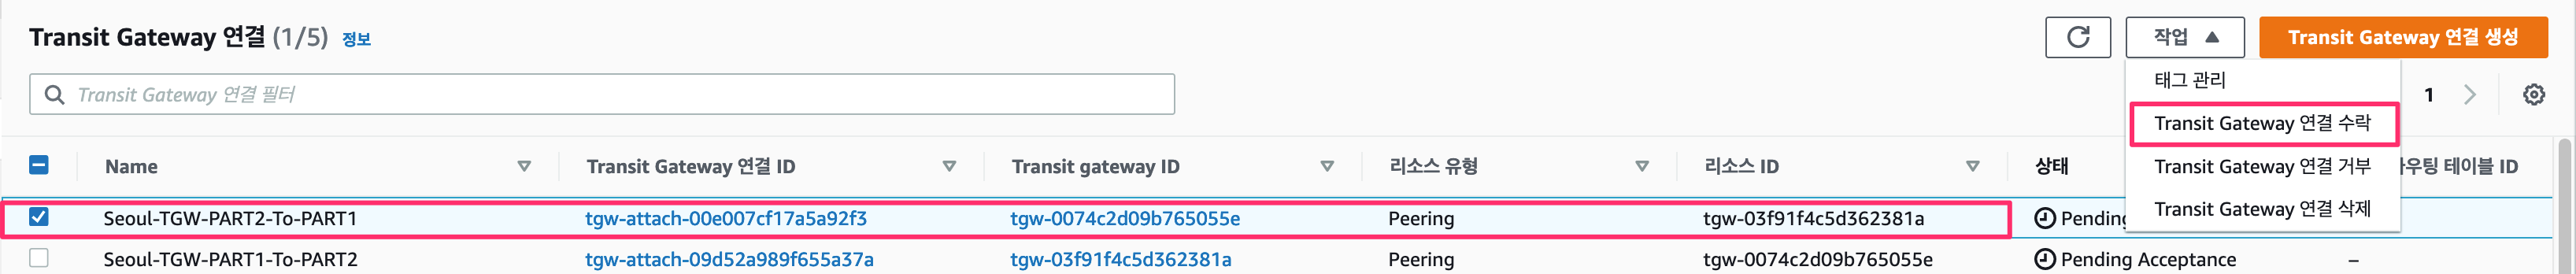 Transit Gateway 연결 (1/5) 정보
작업 ▲
Transit Gateway 연결 생성
Transit Gateway 연결 필터
태그 관리
Transit Gateway 연결 수락
Transit Gateway 연결 거부
Transit Gateway 연결 삭제
1
Name Transit Gateway 연결 ID Transit gateway ID 리소스 유형 리소스 ID 상태 우팅 테이블 ID
Seoul-TGW-PART2-To-PART1 tgw-attach-00e007cf17a5a92f3 tgw-0074c2d09b765055e Peering tgw-03f91f4c5d362381a Pending
Seoul-TGW-PART1-To-PART2 tgw-attach-09d52a989f655a37a tgw-03f91f4c5d362381a Peering tgw-0074c2d09b765055e Pending Acceptance –